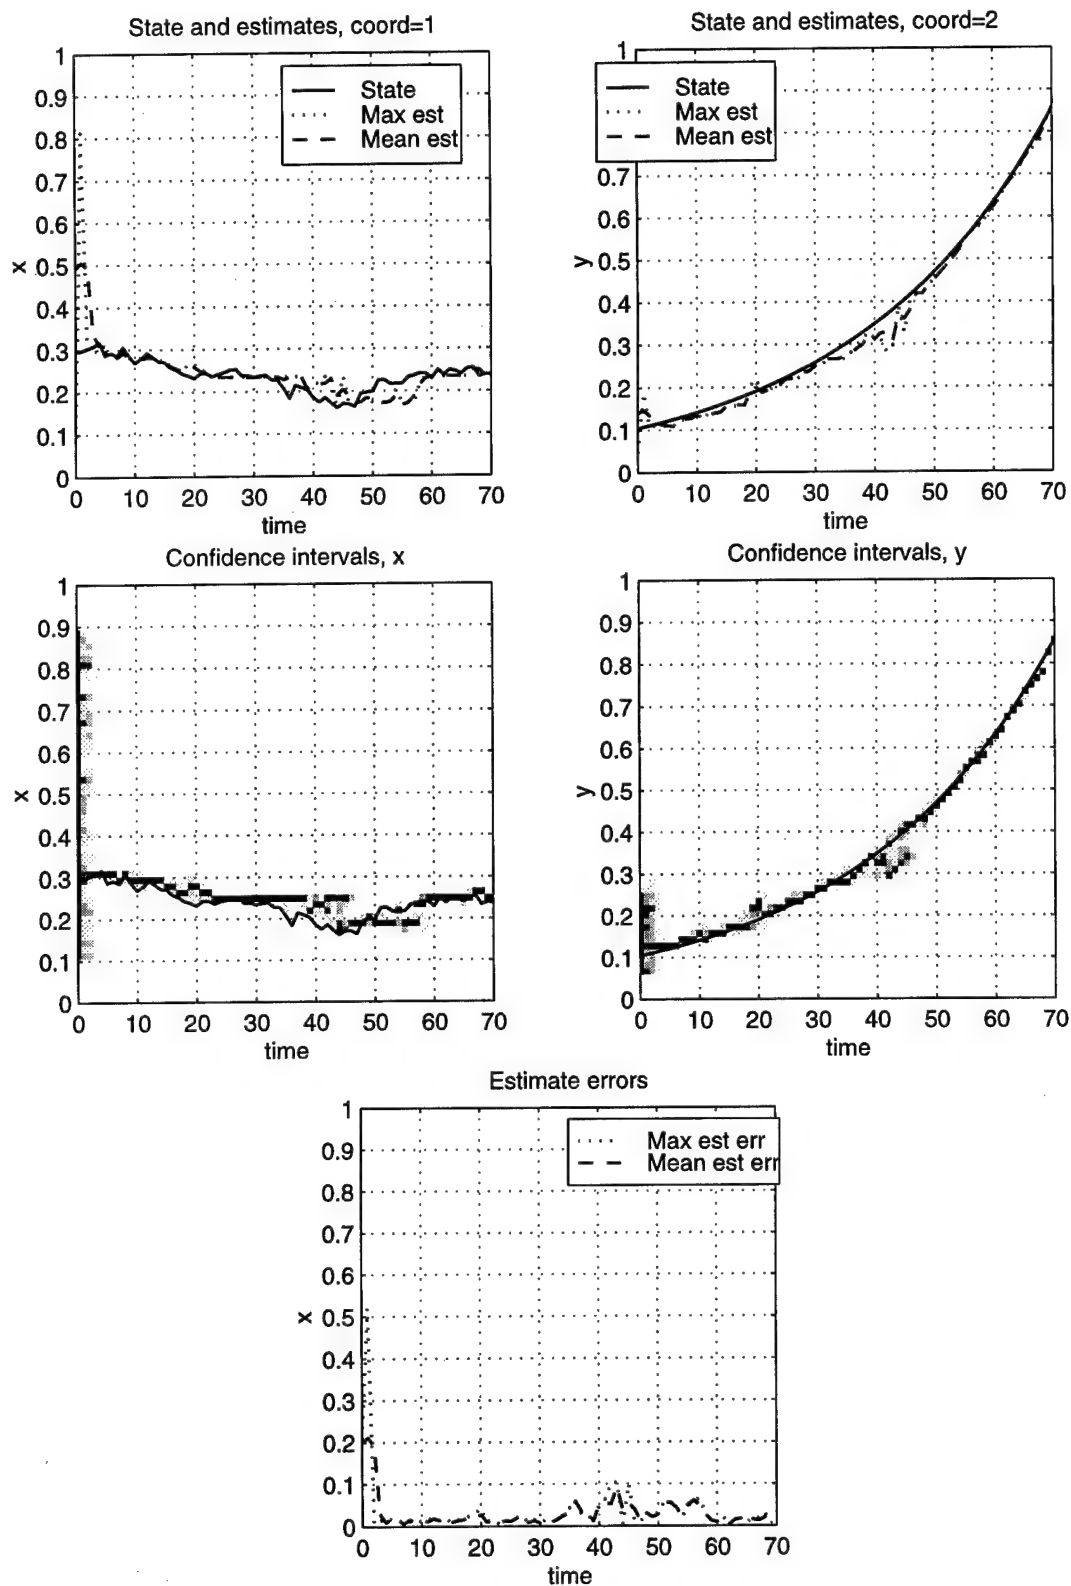 State and estimates, coord=1
1
0.9
0.8
0.7
0.6
0.5
0.4
0.3
0.2
0.1
0
x
State
Max est
Mean est
0 10 20 30 40 50 60 70
time
State and estimates, coord=2
1
State
Max est
Mean est
0.7
0.6
0.5
0.4
0.3
0.2
0.1
0
y
0 10 20 30 40 50 60 70
time
Confidence intervals, x
1
0.9
0.8
0.7
0.6
0.5
0.4
0.3
0.2
0.1
0
x
0 10 20 30 40 50 60 70
time
Confidence intervals, y
1
0.9
0.8
0.7
0.6
0.5
0.4
0.3
0.2
0.1
0
y
0 10 20 30 40 50 60 70
time
Estimate errors
1
0.9
0.8
0.7
0.6
0.5
0.4
0.3
0.2
0.1
0
x
Max est err
Mean est err
0 10 20 30 40 50 60 70
time